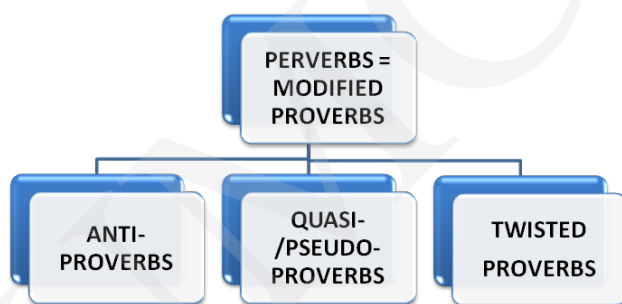 PERVERBS =
MODIFIED
PROVERBS
ANTI-
PROVERBS
QUASI-
/PSEUDO-
PROVERBS
TWISTED
PROVERBS